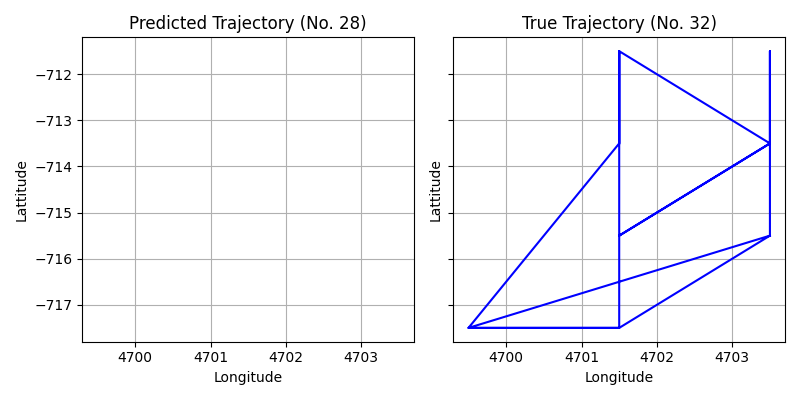 Predicted Trajectory (No. 28)
−712
−713
−714
−715
−716
−717
Lattitude
4700 4701 4702 4703
Longitude
True Trajectory (No. 32)
Lattitude
4700 4701 4702 4703
Longitude